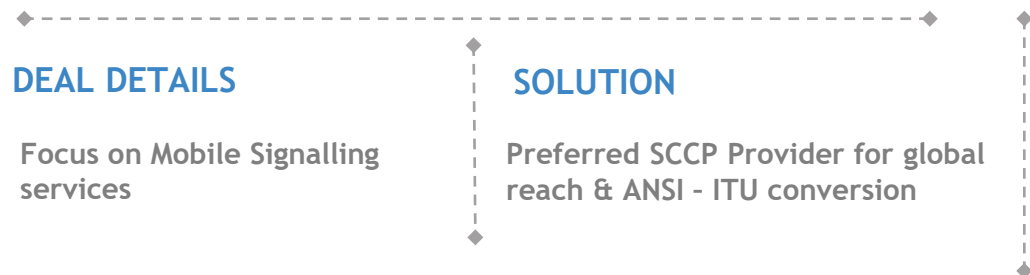 DEAL DETAILS
Focus on Mobile Signalling
services
SOLUTION
Preferred SCCP Provider for global
reach & ANSI – ITU conversion